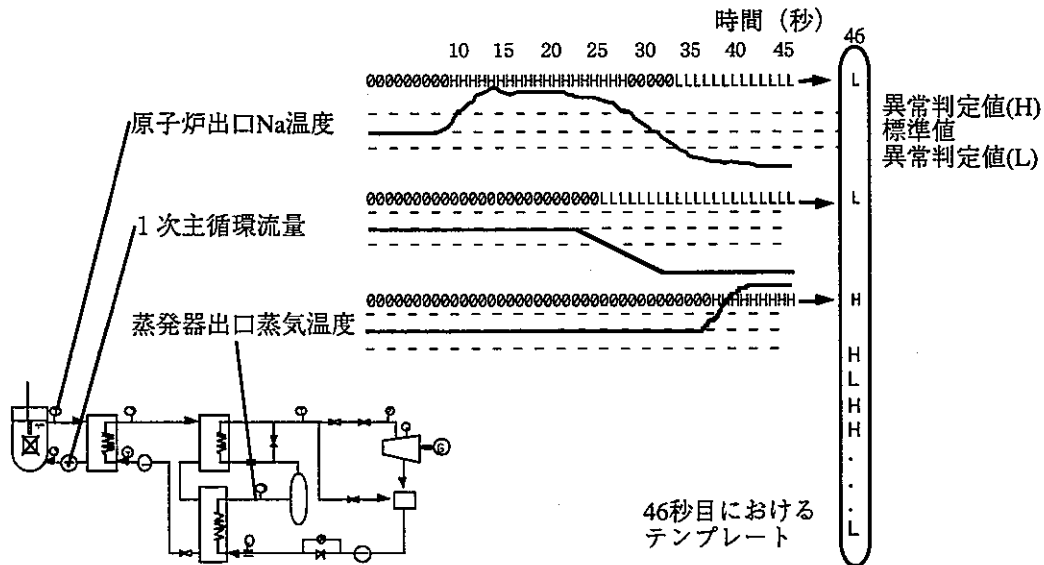 時間 (秒)
46
10 15 20 25 30 35 40 45
000000000HHHHHHHHHHHHHHHHHHH00000LLLLLLLLLLLLL L
異常判定値(H)
原子炉出口Na温度
標準値
異常判定値(L)
0000000000000000000000000LLLLLLLLLLLLLLLLLLLLL L
1次主循環流量
0000000000000000000000000000000000000HHHHHHHHH H
蒸発器出口蒸気温度
H
L
H
H
.
.
.
L
G
46秒目における
テンプレート